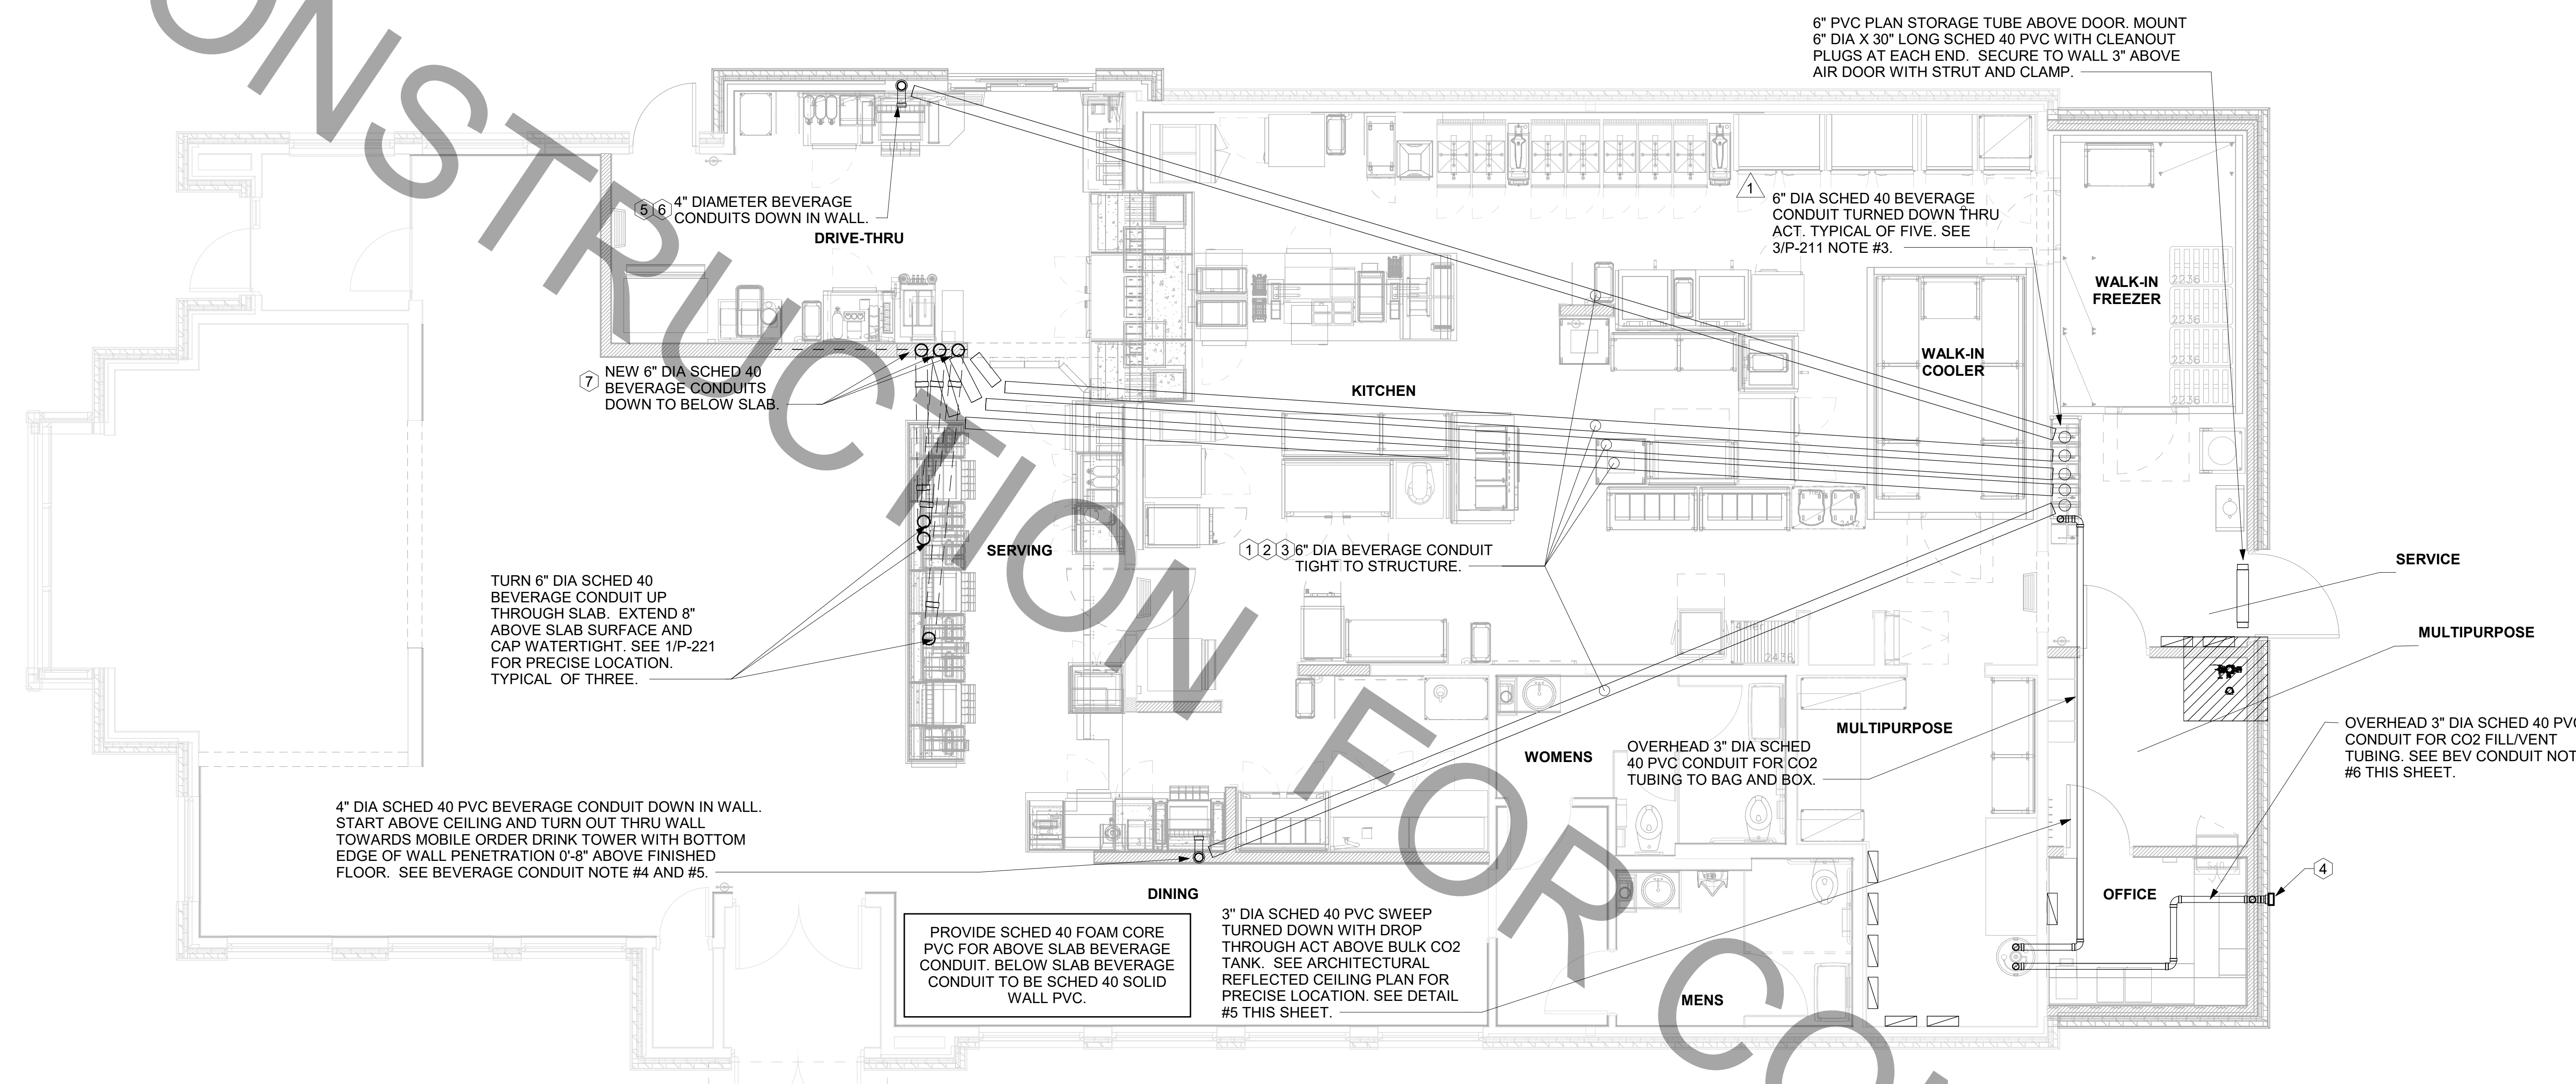 6" PVC PLAN STORAGE TUBE ABOVE DOOR. MOUNT
6" DIA X 30" LONG SCHED 40 PVC WITH CLEANOUT
PLUGS AT EACH END. SECURE TO WALL 3" ABOVE
AIR DOOR WITH STRUT AND CLAMP.
5 6 4" DIAMETER BEVERAGE
CONDUITS DOWN IN WALL.
DRIVE-THRU
1
6" DIA SCHED 40 BEVERAGE
CONDUIT TURNED DOWN THRU
ACT. TYPICAL OF FIVE. SEE
3/P-211 NOTE #3.
WALK-IN
FREEZER
2236
2236
2236
2236
WALK-IN
COOLER
7 NEW 6" DIA SCHED 40
BEVERAGE CONDUITS
DOWN TO BELOW SLAB.
KITCHEN
SERVING
1 2 3 6" DIA BEVERAGE CONDUIT
TIGHT TO STRUCTURE.
2442
SERVICE
TURN 6" DIA SCHED 40
BEVERAGE CONDUIT UP
THROUGH SLAB. EXTEND 8"
ABOVE SLAB SURFACE AND
CAP WATERTIGHT. SEE 1/P-221
FOR PRECISE LOCATION.
TYPICAL OF THREE.
MULTIPURPOSE
2436
MULTIPURPOSE
WOMENS
OVERHEAD 3" DIA SCHED
40 PVC CONDUIT FOR CO2
TUBING TO BAG AND BOX.
OVERHEAD 3" DIA SCHED 40
CONDUIT FOR CO2 FILL/VENT
TUBING. SEE BEV CONDUIT
#6 THIS SHEET.
4" DIA SCHED 40 PVC BEVERAGE CONDUIT DOWN IN WALL.
START ABOVE CEILING AND TURN OUT THRU WALL
TOWARDS MOBILE ORDER DRINK TOWER WITH BOTTOM
EDGE OF WALL PENETRATION 0'-8" ABOVE FINISHED
FLOOR. SEE BEVERAGE CONDUIT NOTE #4 AND #5.
4
DINING
OFFICE
PROVIDE SCHED 40 FOAM CORE
PVC FOR ABOVE SLAB BEVERAGE
CONDUIT. BELOW SLAB BEVERAGE
CONDUIT TO BE SCHED 40 SOLID
WALL PVC.
3" DIA SCHED 40 PVC SWEEP
TURNED DOWN WITH DROP
THROUGH ACT ABOVE BULK CO2
TANK. SEE ARCHITECTURAL
REFLECTED CEILING PLAN FOR
PRECISE LOCATION. SEE DETAIL
#5 THIS SHEET.
MENS
ONSTRUCTION FOR CO